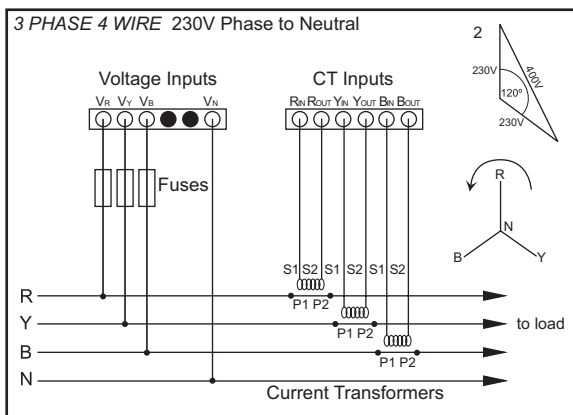 3 PHASE 4 WIRE 230V Phase to Neutral
2
Voltage Inputs
CT Inputs
230V
400V
120º
230V
VR VY VB VN
RIN ROUT YIN YOUT BIN BOUT
Fuses
R
N
B
Y
S1 S2 S1 S2 S1 S2
R
P1 P2
Y
to load
P1 P2
B
P1 P2
N
Current Transformers